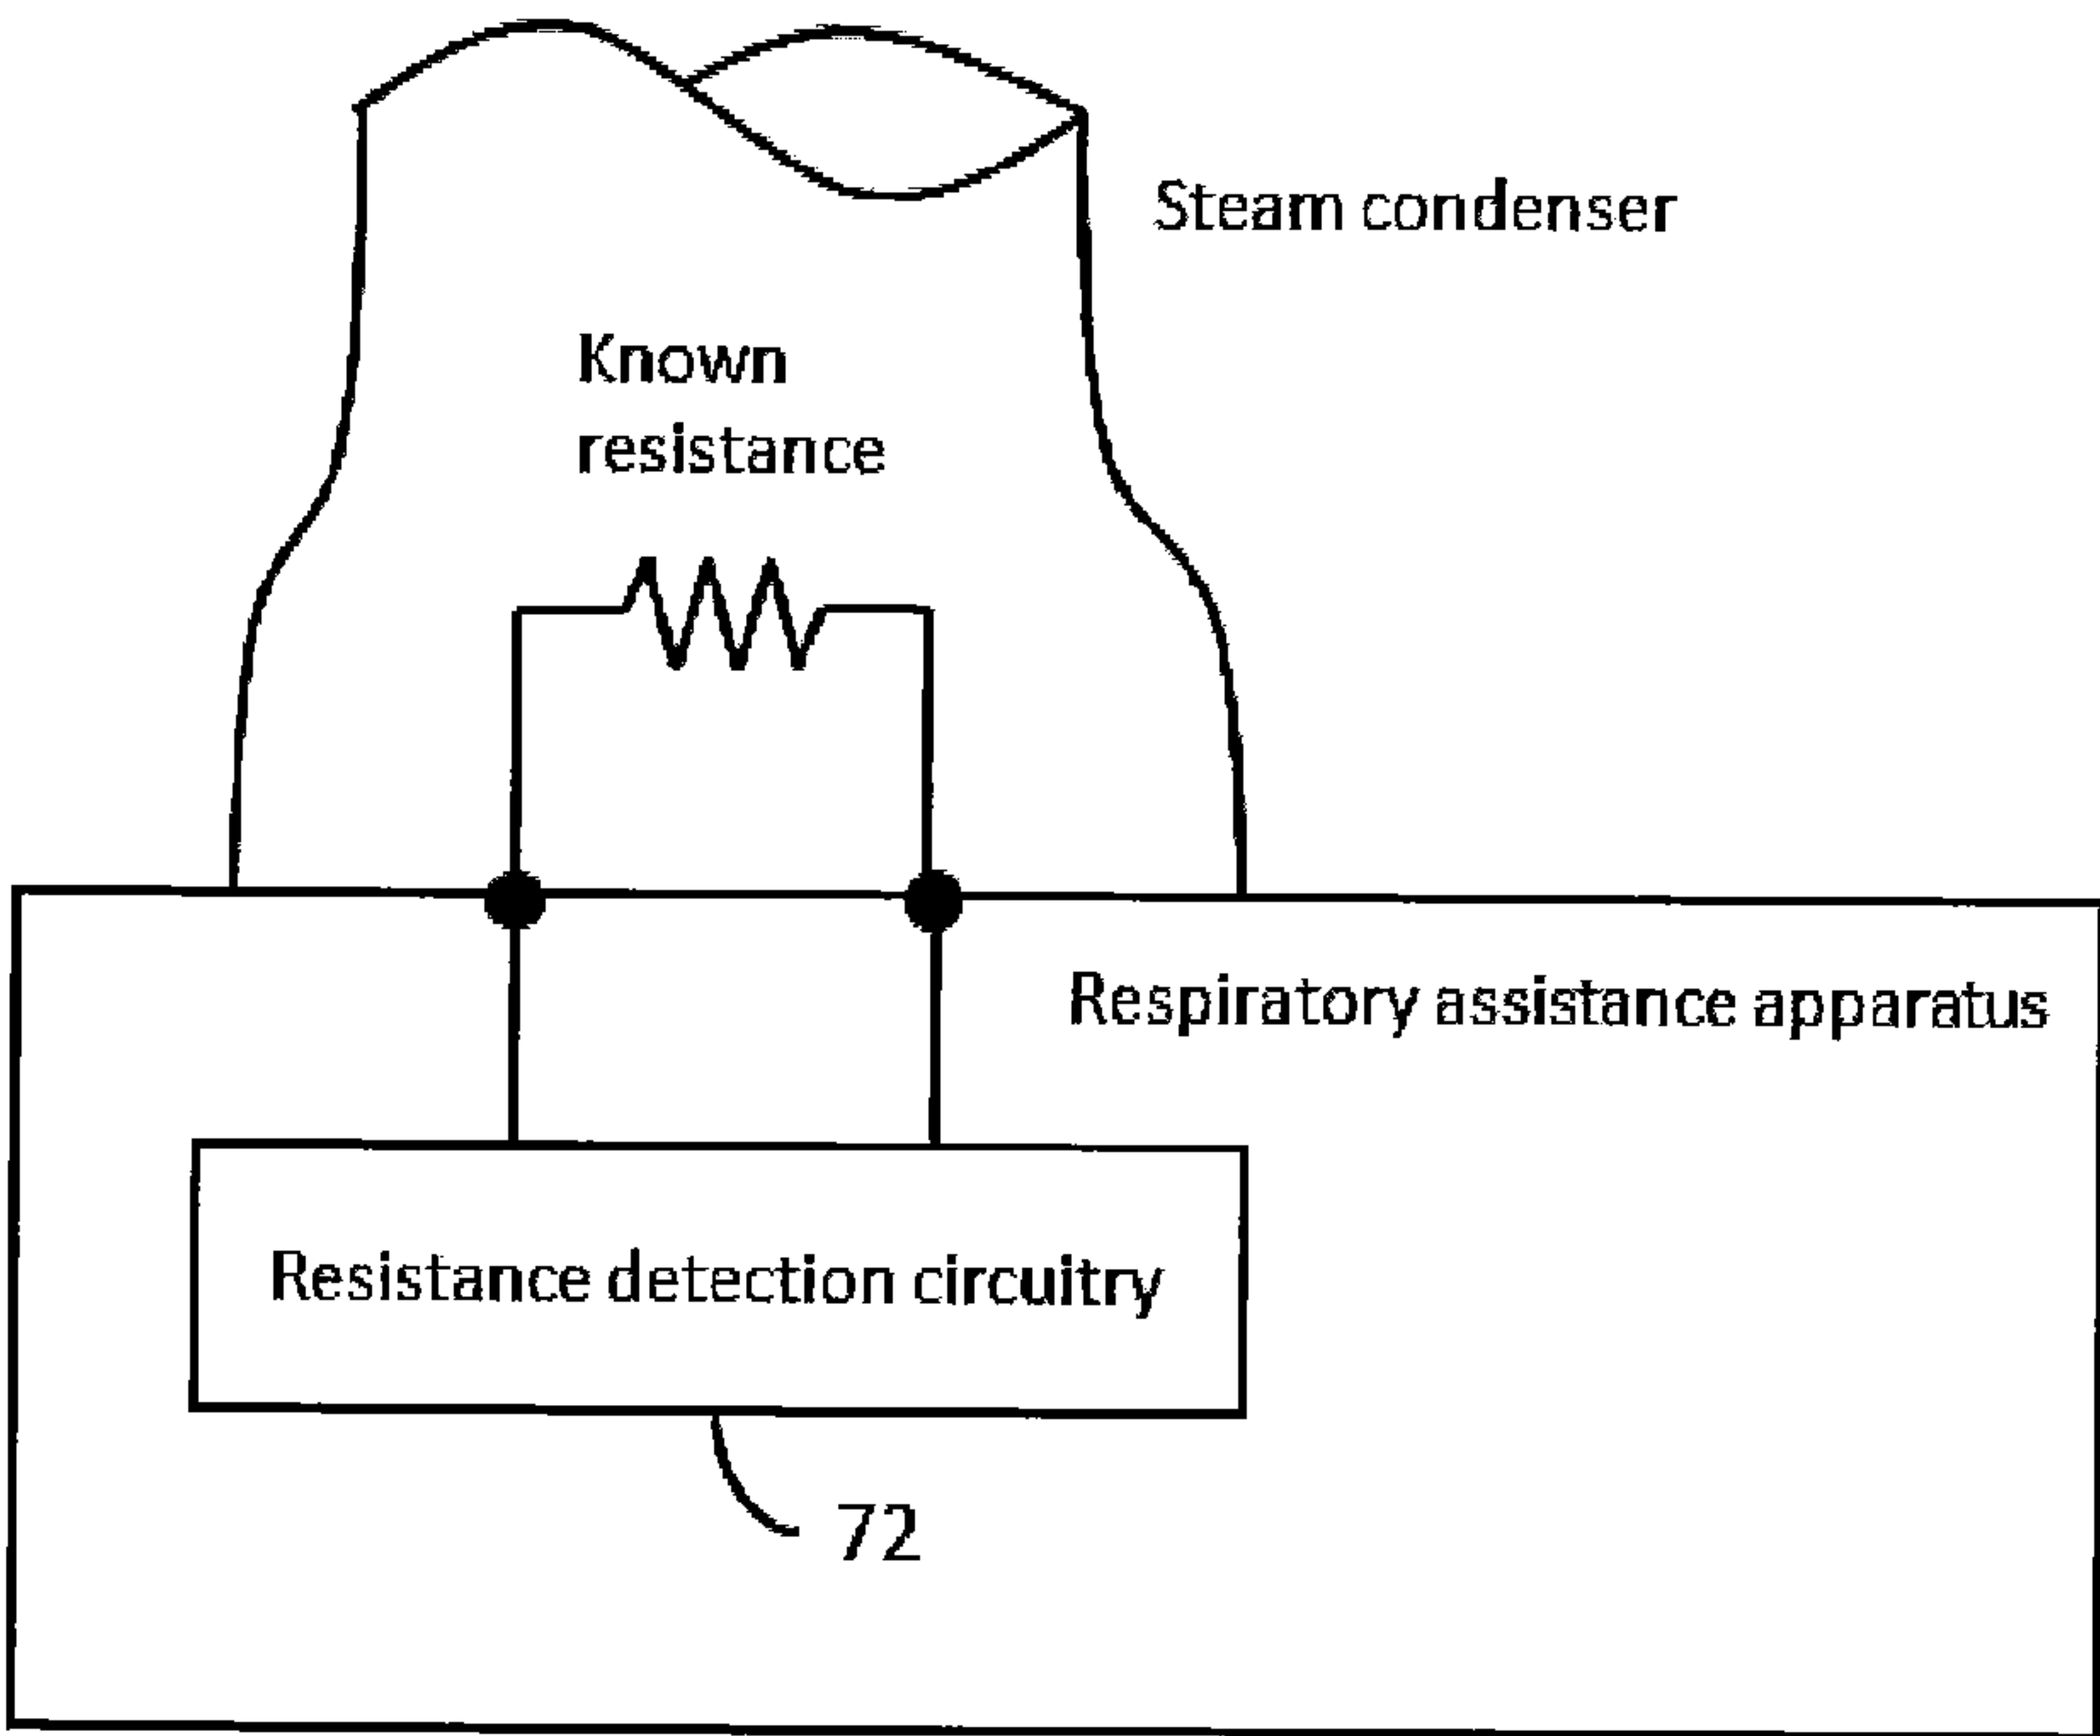 Steam condenser
Known
resistance
Respiratory assistance apparatus
Resistance detection circuitry
72